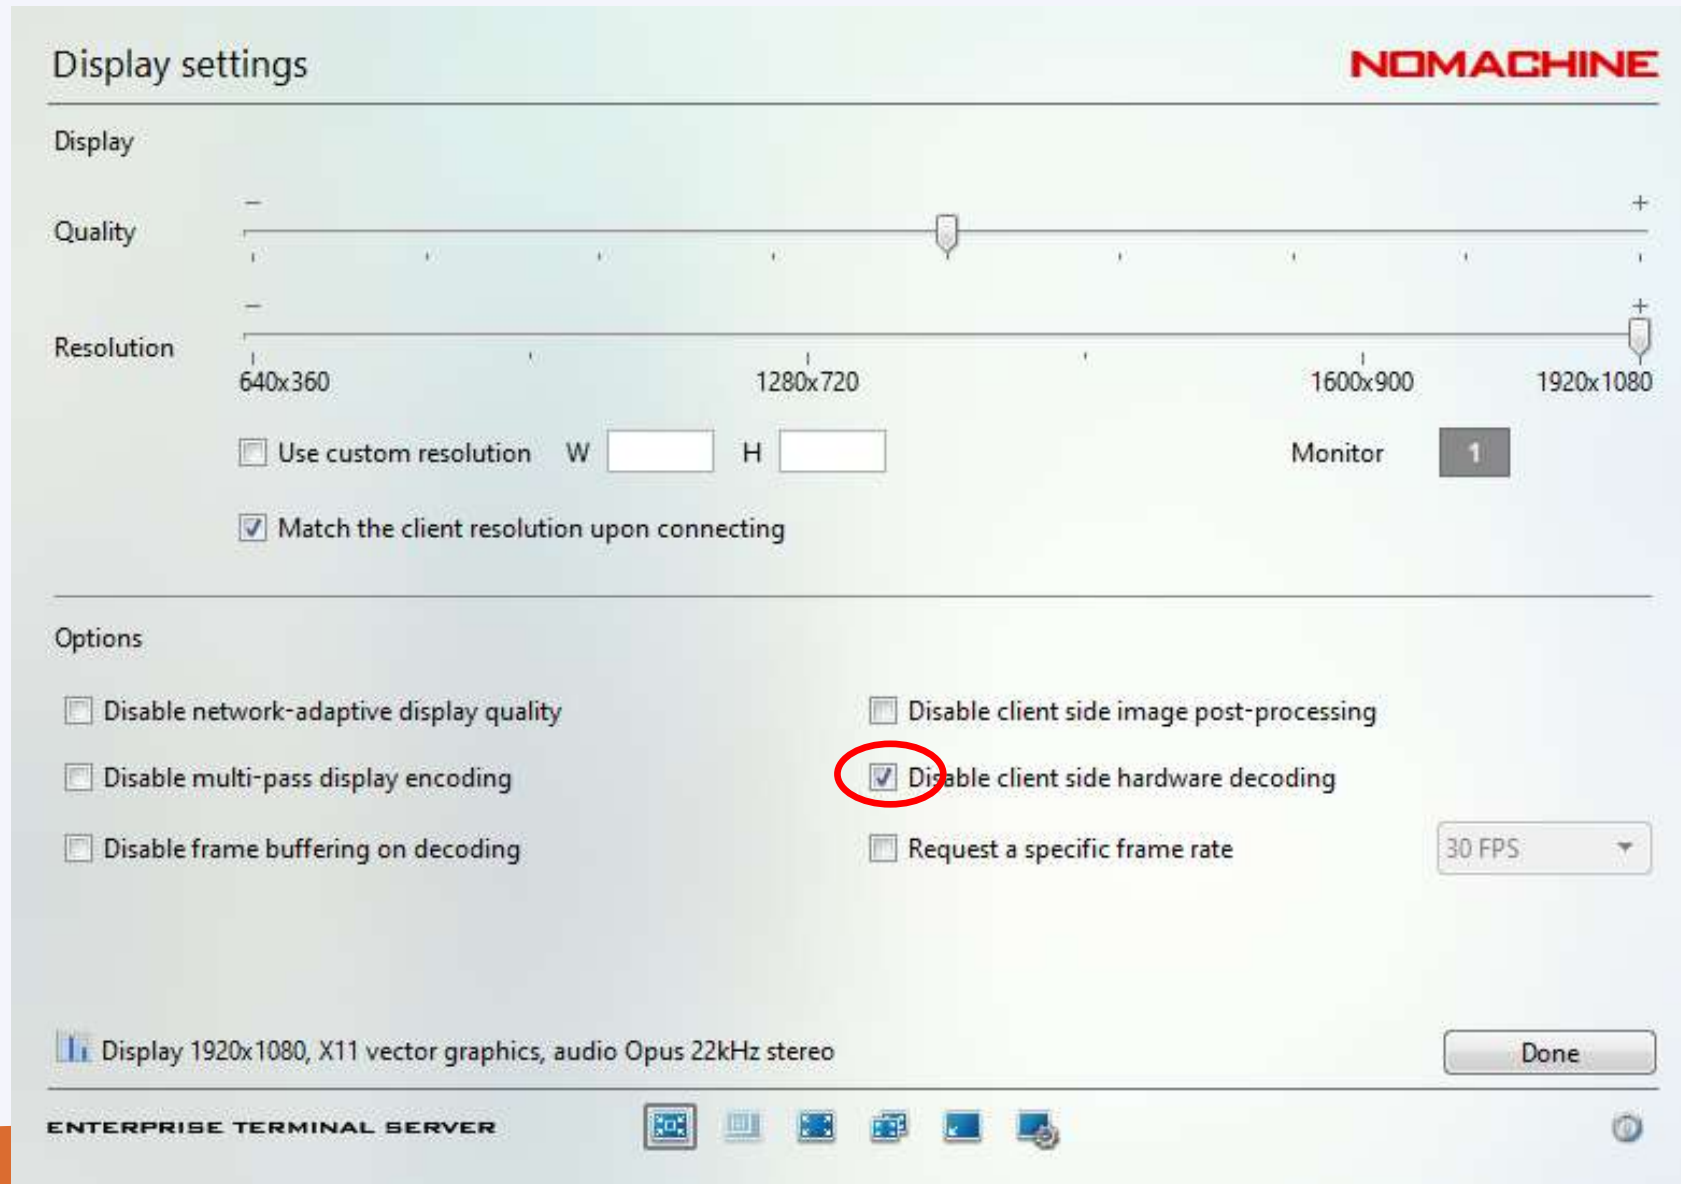 Display settings
NOMACHINE
Display
Quality
− +
Resolution
− +
640x360 1280x720 1600x900 1920x1080
Use custom resolution W H Monitor 1
Match the client resolution upon connecting
Options
Disable network-adaptive display quality
Disable client side image post-processing
Disable multi-pass display encoding
Disable client side hardware decoding
Disable frame buffering on decoding
Request a specific frame rate 30 FPS
Display 1920x1080, X11 vector graphics, audio Opus 22kHz stereo
Done
ENTERPRISE TERMINAL SERVER